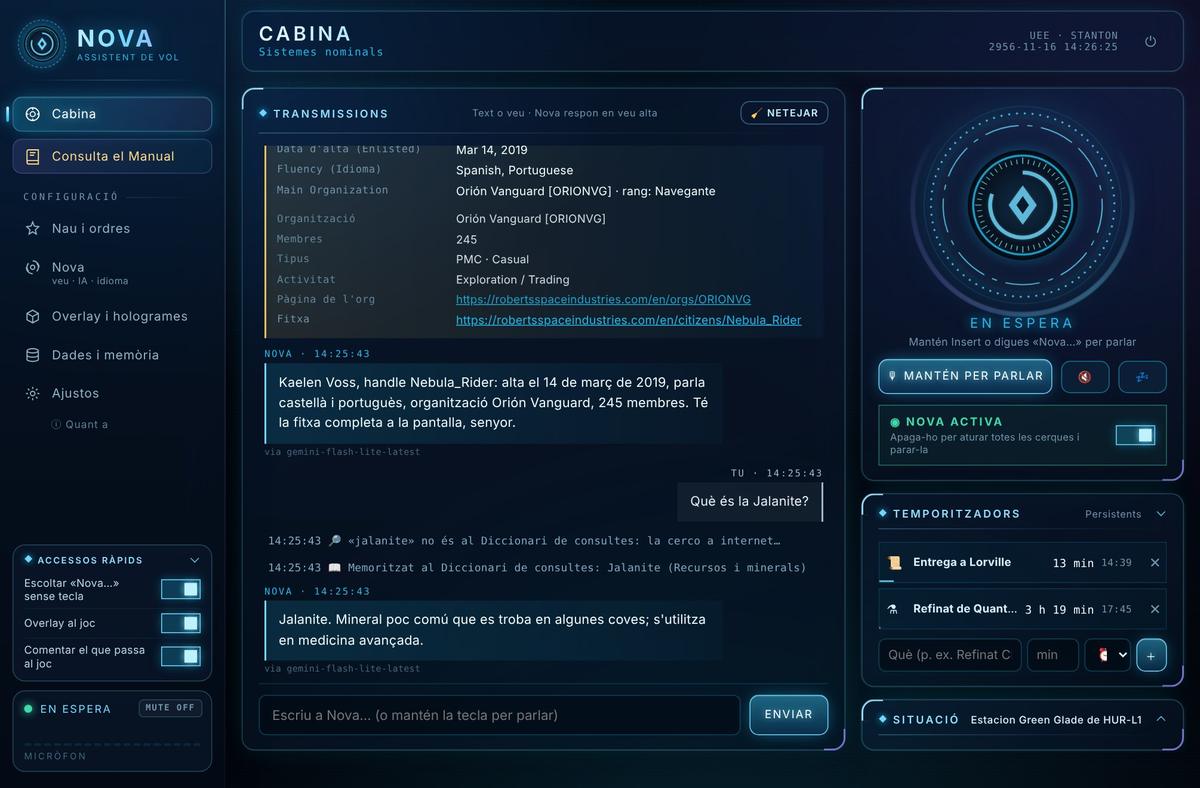 NOVA
ASSISTENT DE VOL
Cabina
Consulta el Manual
CONFIGURACIÓ
Nau i ordres
Nova
veu · IA · idioma
Overlay i hologrames
Dades i memòria
Ajustos
ⓘ Quant a
ACCESSOS RÀPIDS
Escoltar «Nova…»
sense tecla
Overlay al joc
Comentar el que passa
al joc
EN ESPERA
MUTE OFF
MICRÒFON
CABINA
Sistemes nominals
UEE · STANTON
2956-11-16 14:26:25
TRANSMISSIONS
Text o veu · Nova respon en veu alta
NETEJAR
Data d'alta (Enlisted) Mar 14, 2019
Fluency (Idioma) Spanish, Portuguese
Main Organization Orión Vanguard [ORIONVG] · rang: Navegante
Organització Orión Vanguard [ORIONVG]
Membres 245
Tipus PMC · Casual
Activitat Exploration / Trading
Pàgina de l'org https://robertsspaceindustries.com/en/orgs/ORIONVG
Fitxa https://robertsspaceindustries.com/en/citizens/Nebula_Rider
NOVA · 14:25:43
Kaelen Voss, handle Nebula_Rider: alta el 14 de març de 2019, parla
castellà i portuguès, organització Orión Vanguard, 245 membres. Té
la fitxa completa a la pantalla, senyor.
via gemini-flash-lite-latest
TU · 14:25:43
Què és la Jalanite?
14:25:43 🔎 «jalanite» no és al Diccionari de consultes: la cerco a internet…
14:25:43 📖 Memoritzat al Diccionari de consultes: Jalanite (Recursos i minerals)
NOVA · 14:25:43
Jalanite. Mineral poc comú que es troba en algunes coves; s'utilitza
en medicina avançada.
via gemini-flash-lite-latest
Escriu a Nova… (o mantén la tecla per parlar)
ENVIAR
EN ESPERA
Mantén Insert o digues «Nova…» per parlar
MANTÉN PER PARLAR
NOVA ACTIVA
Apaga-ho per aturar totes les cerques i
parar-la
TEMPORITZADORS
Persistents
Entrega a Lorville 13 min 14:39
Refinat de Quant… 3 h 19 min 17:45
Què (p. ex. Refinat C
min
+
SITUACIÓ
Estacion Green Glade de HUR-L1